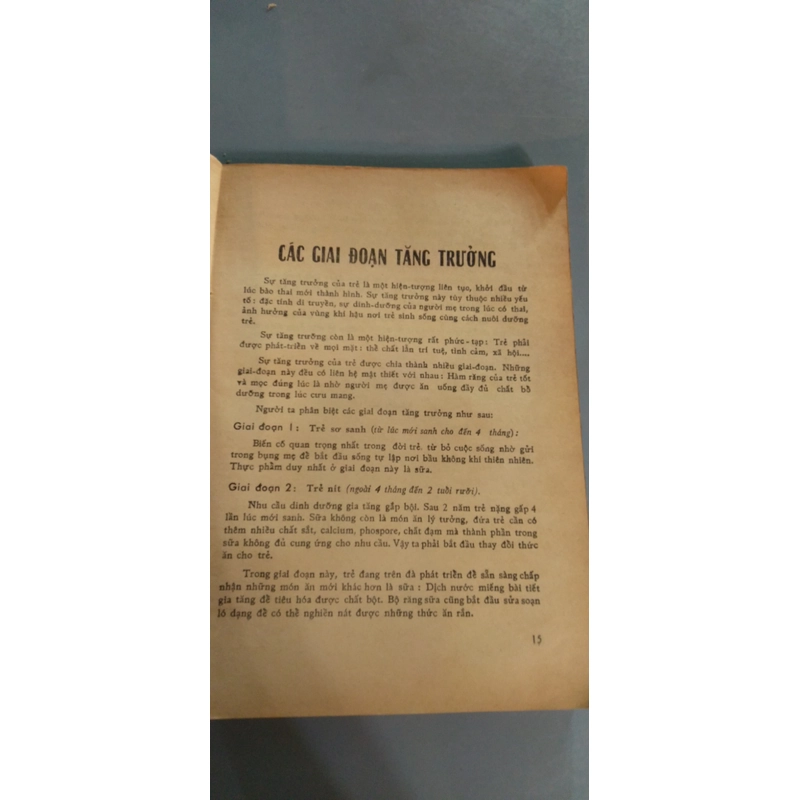 CÁC GIAI ĐOẠN TĂNG TRƯỞNG
Sự tăng trưởng của trẻ là một hiện-tượng liên tục, khởi đầu từ
lúc bào thai mới thành hình. Sự tăng trưởng này tùy thuộc nhiều yếu
tố : đặc tính di truyền, sự dinh-dưỡng của người mẹ trong lúc có thai,
ảnh hưởng của vùng khí hậu nơi trẻ sinh sống cùng cách nuôi dưỡng
trẻ.
Sự tăng trưởng còn là một hiện-tượng rất phức-tạp : Trẻ phải
được phát-triển về mọi mặt : thể chất lẫn trí tuệ, tình cảm, xã hội....
Sự tăng trưởng của trẻ được chia thành nhiều giai-đoạn. Những
giai-đoạn này đều có liên hệ mật thiết với nhau : Hàm răng của trẻ tốt
và mọc đúng lúc là nhờ người mẹ được ăn uống đầy đủ chất bổ
dưỡng trong lúc cưu mang.
Người ta phân biệt các giai đoạn tăng trưởng như sau:
Giai đoạn 1 : Trẻ sơ sanh (từ lúc mới sanh cho đến 4 tháng) :
Biến cố quan trọng nhất trong đời trẻ từ bỏ cuộc sống nhờ gởi
trong bụng mẹ để bắt đầu sống tự lập nơi bầu không khí thiên nhiên.
Thực phẩm duy nhất ở giai đoạn này là sữa.
Giai đoạn 2 : Trẻ nít (ngoài 4 tháng đến 2 tuổi rưỡi).
Nhu cầu dinh dưỡng gia tăng gấp bội. Sau 2 năm trẻ nặng gấp 4
lần lúc mới sanh. Sữa không còn là món ăn lý tưởng, đứa trẻ cần có
thêm nhiều chất sắt, calcium, phospore, chất đạm mà thành phần trong
sữa không đủ cung ứng cho nhu cầu. Vậy ta phải bắt đầu thay đổi thức
ăn cho trẻ.
Trong giai đoạn này, trẻ đang trên đà phát triển để sẵn sàng chấp
nhận những món ăn mới khác hơn là sữa : Dịch nước miếng bài tiết
gia tăng để tiêu hóa được chất bột. Bộ răng sữa cũng bắt đầu sửa soạn
ló dạng để có thể nghiền nát được những thức ăn rắn.
15